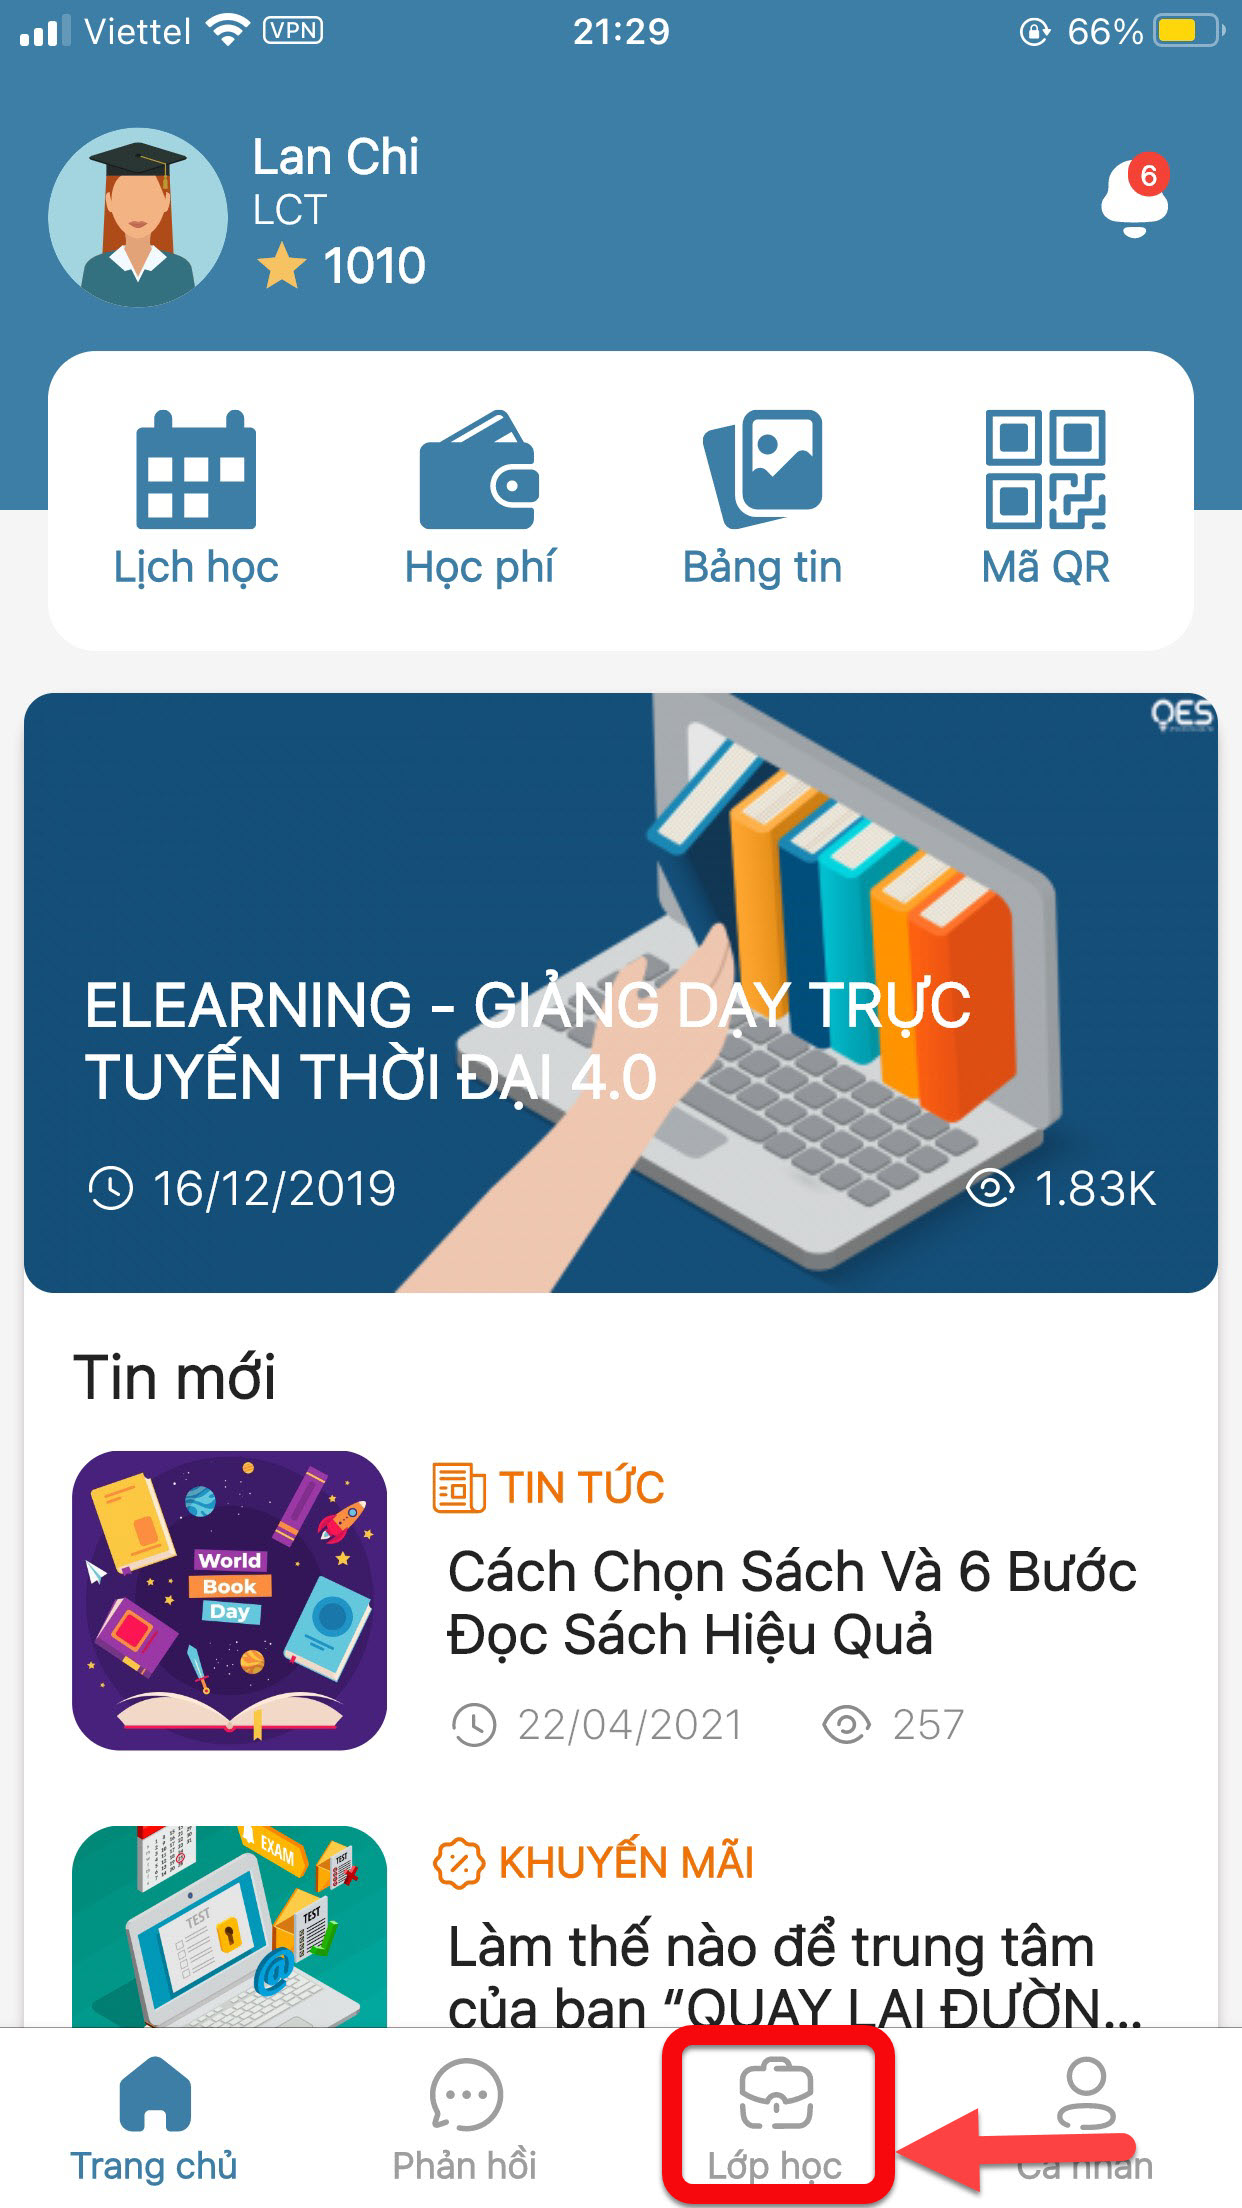 Viettel VPN 21:29 66%
Lan Chi
LCT
1010
6
Lịch học
Học phí
Bảng tin
Mã QR
QES
ELEARNING - GIẢNG DẠY TRỰC
TUYẾN THỜI ĐẠI 4.0
16/12/2019
1.83K
Tin mới
World
Book
Day
TIN TỨC
Cách Chọn Sách Và 6 Bước
Đọc Sách Hiệu Quả
22/04/2021
257
EXAM
TEST
TEST
TEST
KHUYẾN MÃI
Làm thế nào để trung tâm
của bạn “QUAY LẠI ĐƯỜN...
Trang chủ
Phản hồi
Lớp học
Cá nhân